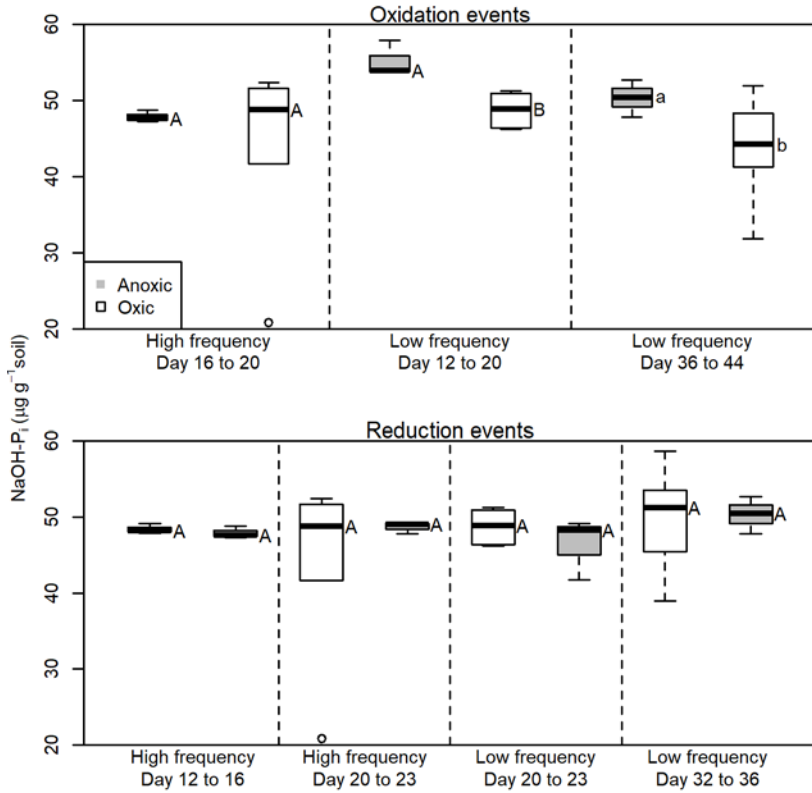 Oxidation events
60
50
40
30
20
A
A
A
B
a
b
Anoxic
Oxic
High frequency
Day 16 to 20
Low frequency
Day 12 to 20
Low frequency
Day 36 to 44
NaOH-Pᵢ (µg g⁻¹soil)
Reduction events
60
50
40
30
20
A
A
A
A
A
A
A
A
High frequency
Day 12 to 16
High frequency
Day 20 to 23
Low frequency
Day 20 to 23
Low frequency
Day 32 to 36